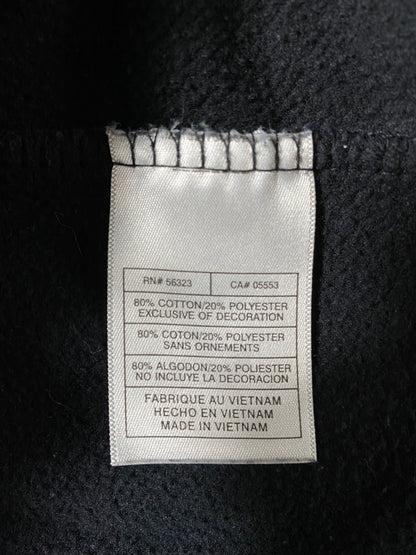 RN# 56323 CA# 05553
80% COTTON/20% POLYESTER
EXCLUSIVE OF DECORATION
80% COTON/20% POLYESTER
SANS ORNEMENTS
80% ALGODON/20% POLIESTER
NO INCLUYE LA DECORACION
FABRIQUE AU VIETNAM
HECHO EN VIETNAM
MADE IN VIETNAM